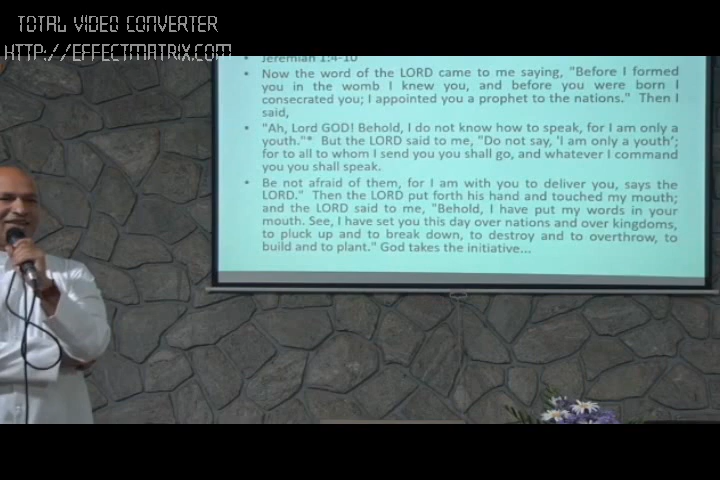 TOTAL VIDEO CONVERTER
HTTP://EFFECTMATRIX.COM
Jeremiah 1:4-10
Now the word of the LORD came to me saying, "Before I formed
you in the womb I knew you, and before you were born I
consecrated you; I appointed you a prophet to the nations." Then I
said,
"Ah, Lord GOD! Behold, I do not know how to speak, for I am only a
youth."* But the LORD said to me, "Do not say, 'I am only a youth';
for to all to whom I send you you shall go, and whatever I command
you you shall speak.
Be not afraid of them, for I am with you to deliver you, says the
LORD." Then the LORD put forth his hand and touched my mouth;
and the LORD said to me, "Behold, I have put my words in your
mouth. See, I have set you this day over nations and over kingdoms,
to pluck up and to break down, to destroy and to overthrow, to
build and to plant." God takes the initiative...